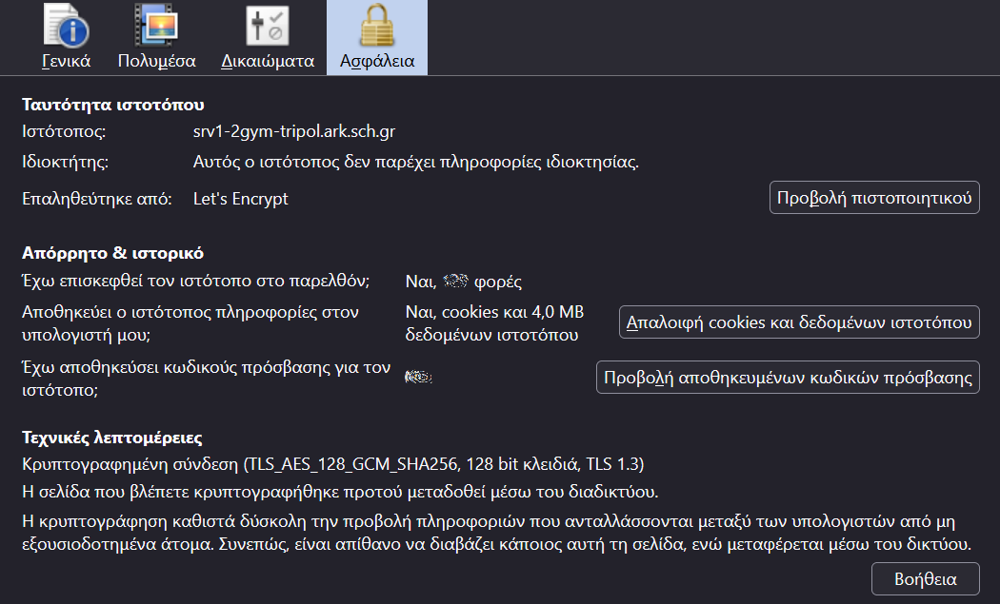 Γενικά
Πολυμέσα
Δικαιώματα
Ασφάλεια
Ταυτότητα ιστοτόπου
Ιστότοπος: srv1-2gym-tripol.ark.sch.gr
Ιδιοκτήτης: Αυτός ο ιστότοπος δεν παρέχει πληροφορίες ιδιοκτησίας.
Επαληθεύτηκε από: Let's Encrypt
Προβολή πιστοποιητικού
Απόρρητο & ιστορικό
Έχω επισκεφθεί τον ιστότοπο στο παρελθόν; Ναι, φορές
Αποθηκεύει ο ιστότοπος πληροφορίες στον
υπολογιστή μου;
Ναι, cookies και 4,0 MB
δεδομένων ιστοτόπου
Απαλοιφή cookies και δεδομένων ιστοτόπου
Έχω αποθηκεύσει κωδικούς πρόσβασης για τον
ιστότοπο;
Προβολή αποθηκευμένων κωδικών πρόσβασης
Τεχνικές λεπτομέρειες
Κρυπτογραφημένη σύνδεση (TLS_AES_128_GCM_SHA256, 128 bit κλειδιά, TLS 1.3)
Η σελίδα που βλέπετε κρυπτογραφήθηκε προτού μεταδοθεί μέσω του διαδικτύου.
Η κρυπτογράφηση καθιστά δύσκολη την προβολή πληροφοριών που ανταλλάσσονται μεταξύ των υπολογιστών από μη
εξουσιοδοτημένα άτομα. Συνεπώς, είναι απίθανο να διαβάζει κάποιος αυτή τη σελίδα, ενώ μεταφέρεται μέσω του δικτύου.
Βοήθεια